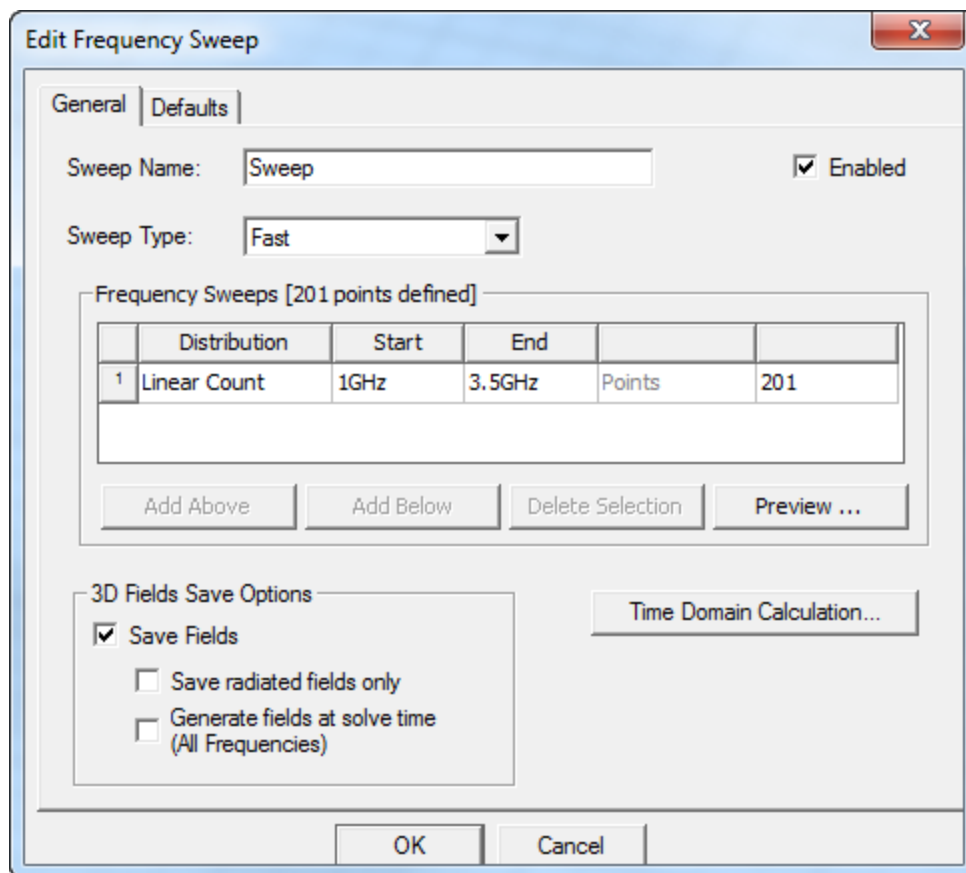 Edit Frequency Sweep
General Defaults
Sweep Name: Sweep Enabled
Sweep Type: Fast
Frequency Sweeps [201 points defined]
Distribution Start End
1 Linear Count 1GHz 3.5GHz Points 201
Add Above Add Below Delete Selection Preview ...
3D Fields Save Options
Time Domain Calculation...
Save Fields
Save radiated fields only
Generate fields at solve time
(All Frequencies)
OK Cancel